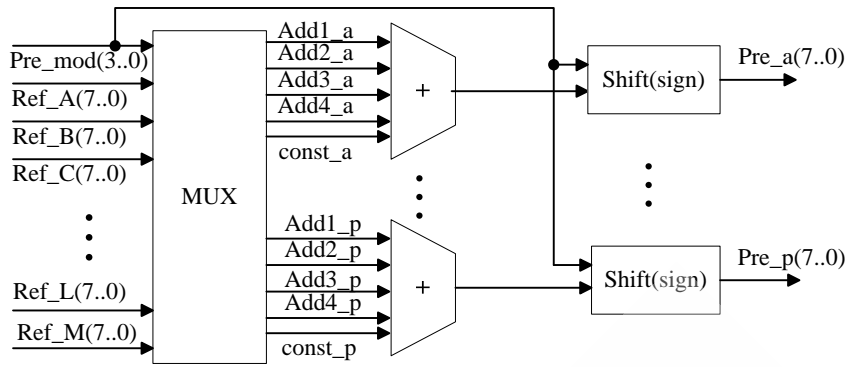 Add1_a
Pre_mod(3..0)
Add2_a
Pre_a(7..0)
Ref_A(7..0)
Add3_a
+
Shift(sign)
Ref_B(7..0)
Add4_a
Ref_C(7..0)
const_a
MUX
Add1_p
Add2_p
Pre_p(7..0)
Ref_L(7..0)
Add3_p
+
Shift(sign)
Add4_p
Ref_M(7..0)
const_p